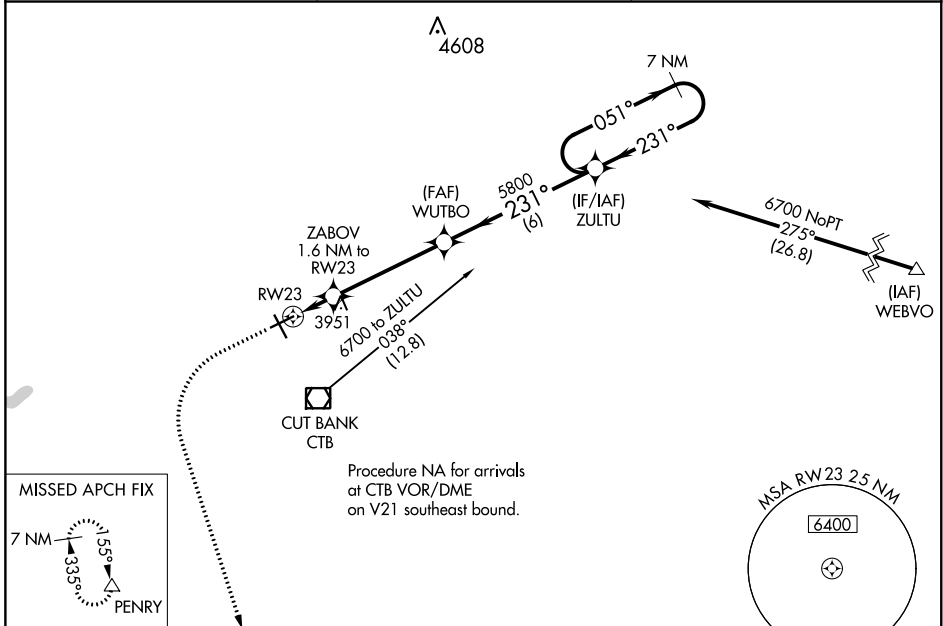 4608
7 NM
051°
231°
(IF/IAF)
ZULTU
5800
231°
(6)
(FAF)
WUTBO
ZABOV
1.6 NM to
RW23
RW23
3951
6700 NoPT
275°
(26.8)
(IAF)
WEBVO
6700 to ZULTU
038°
(12.8)
CUT BANK
CTB
Procedure NA for arrivals
at CTB VOR/DME
on V21 southeast bound.
MISSED APCH FIX
7 NM
155°
335°
PENRY
MSA RW23 25 NM
6400